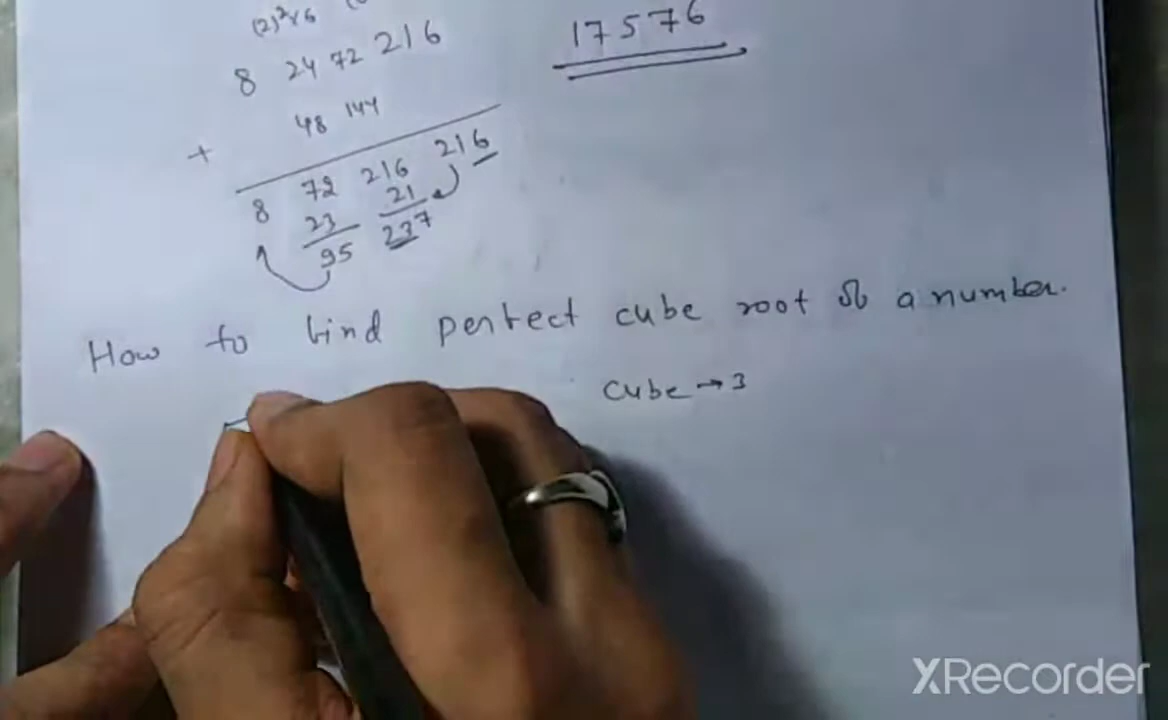 (2)²×6
17576
8 24 72 216
48 144
+
8 72 216 216
23 21
95 237
How to find perfect cube root of a number.
Cube → 3
XRecorder